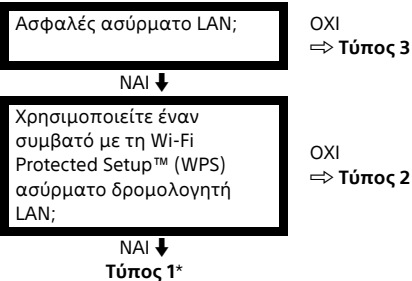 Ασφαλές ασύρματο LAN;
ΟΧΙ
⇨ Τύπος 3
ΝΑΙ ⬇
Χρησιμοποιείτε έναν
συμβατό με τη Wi-Fi
Protected Setup™ (WPS)
ασύρματο δρομολογητή
LAN;
ΟΧΙ
⇨ Τύπος 2
ΝΑΙ ⬇
Τύπος 1*